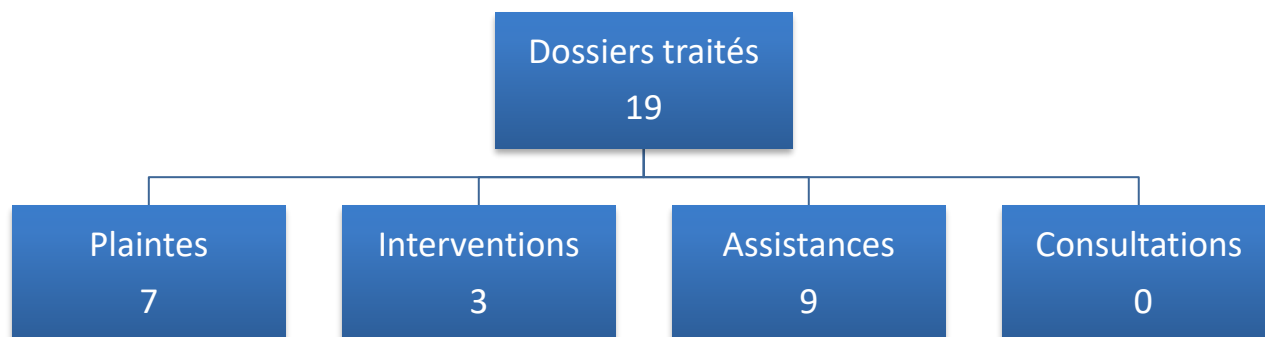 Dossiers traités
19
Plaintes
7
Interventions
3
Assistances
9
Consultations
0